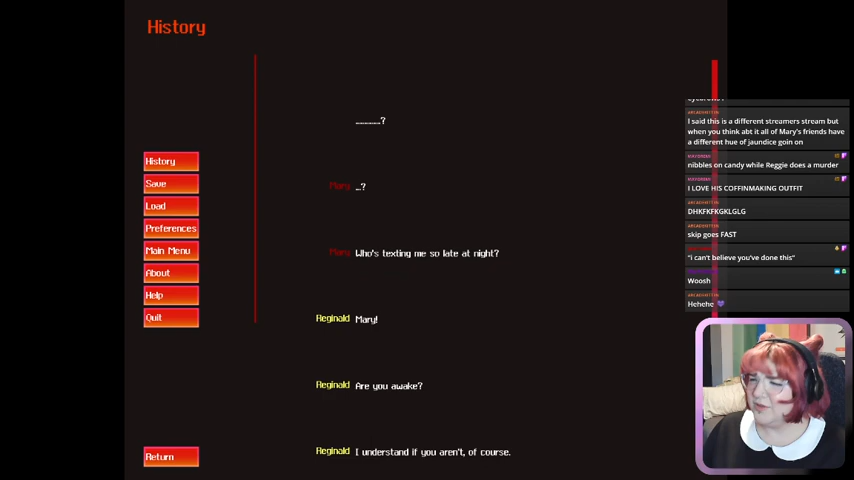 History
………?
Mary …?
Mary Who's texting me so late at night?
Reginald Mary!
Reginald Are you awake?
Reginald I understand if you aren't, of course.
History
Save
Load
Preferences
Main Menu
About
Help
Quit
Return
I said this is a different streamers stream but
when you think abt it all of Mary's friends have
a different hue of jaundice goin on
nibbles on candy while Reggie does a murder
I LOVE HIS COFFINMAKING OUTFIT
DHKFKFKGKLGLG
skip goes FAST
"i can't believe you've done this"
Woosh
Hehehe